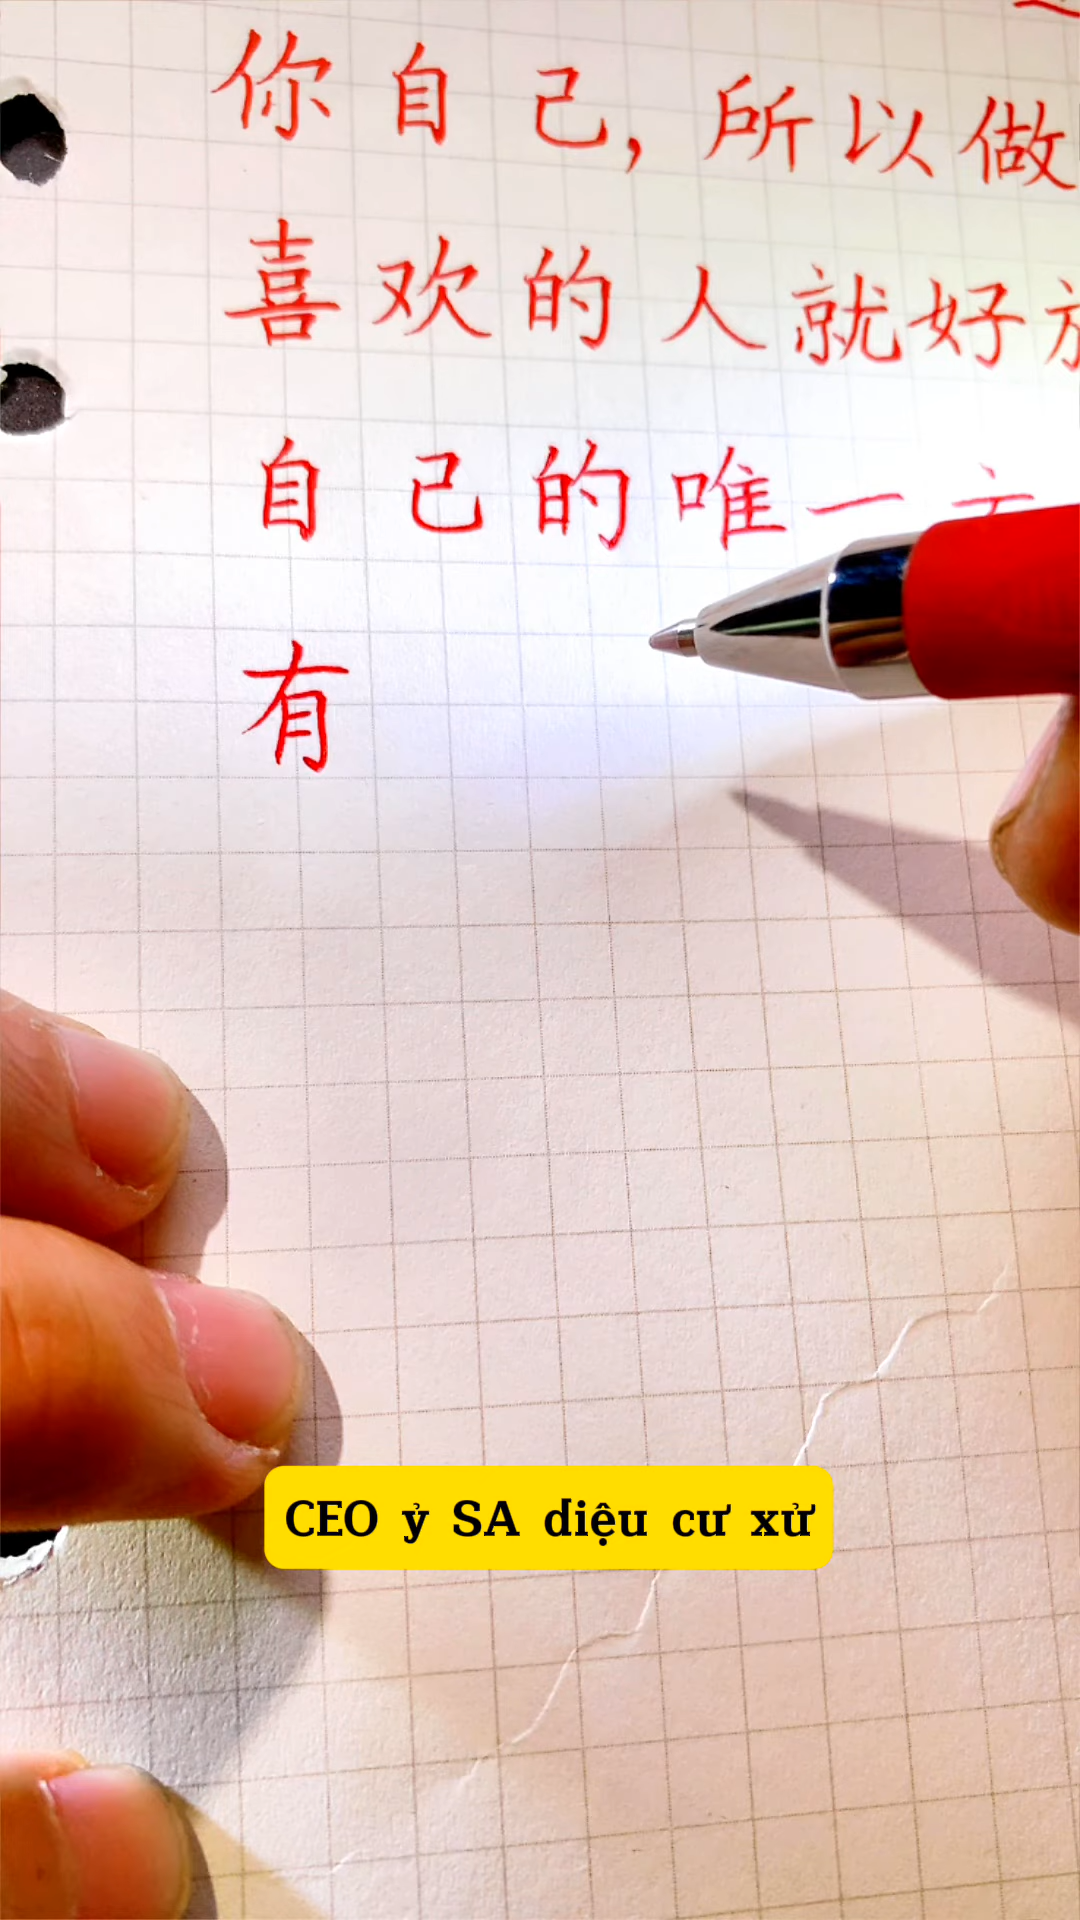 你自己,所以做
喜欢的人就好
自己的唯一
有
CEO ỷ SA diệu cư xử